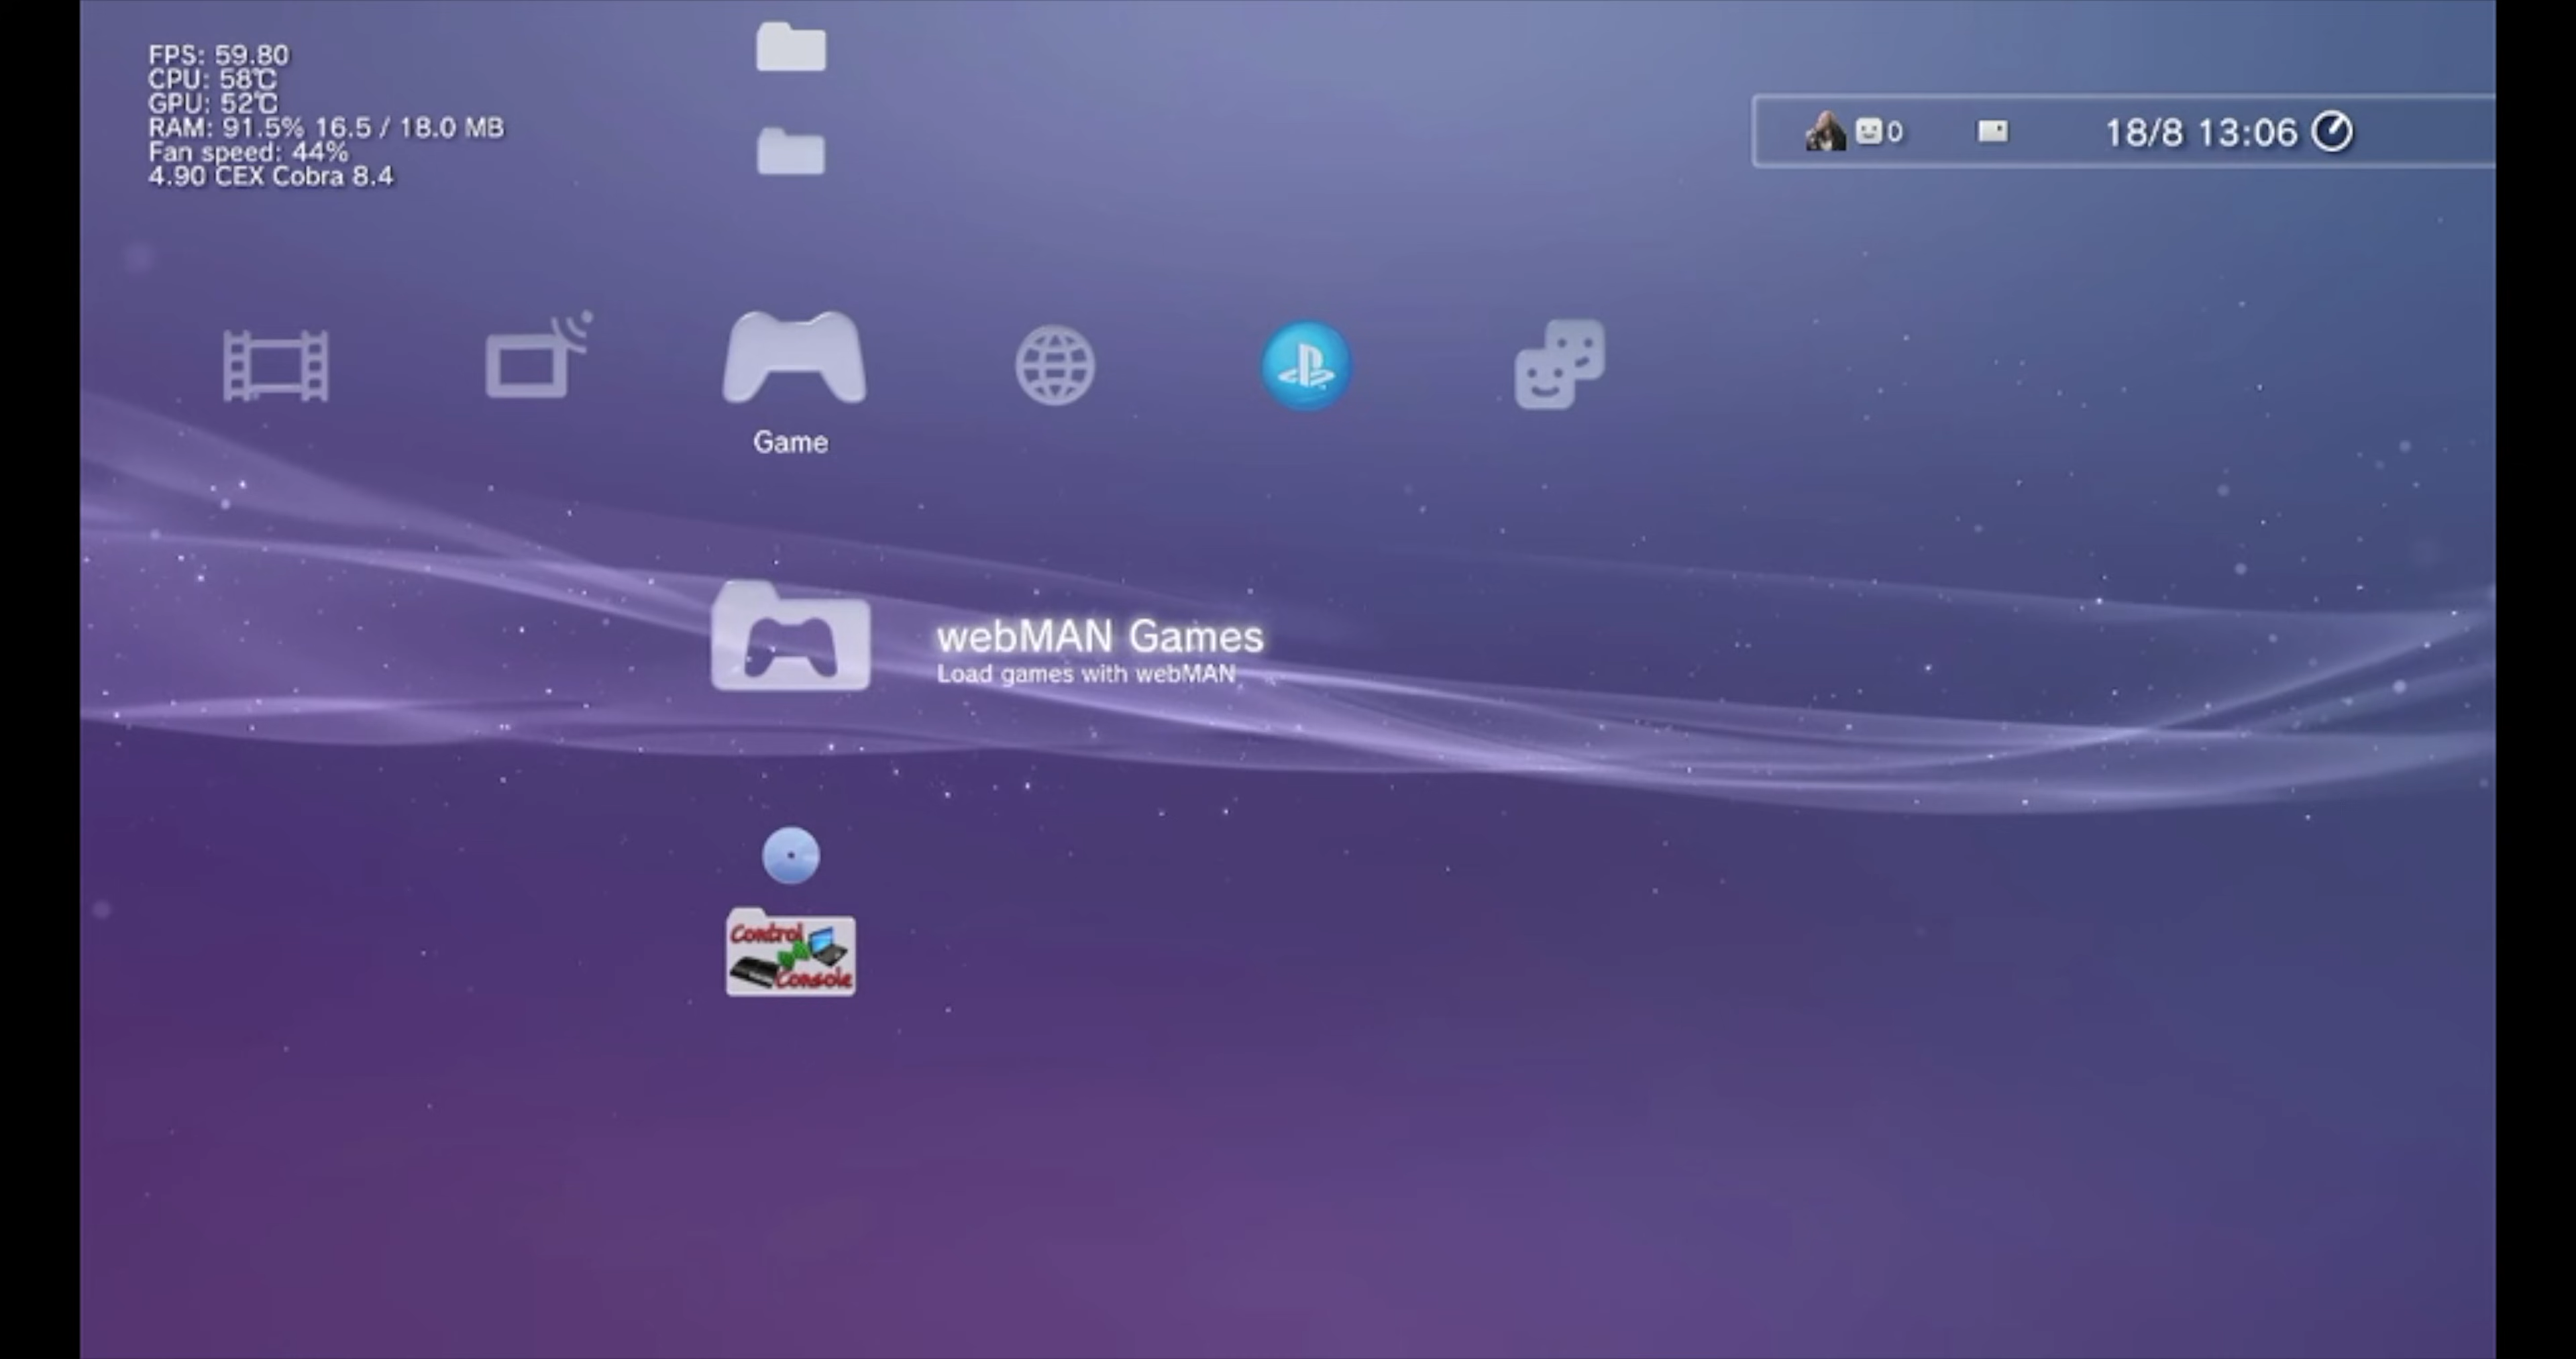 FPS: 59.80
CPU: 58℃
GPU: 52℃
RAM: 91.5% 16.5 / 18.0 MB
Fan speed: 44%
4.90 CEX Cobra 8.4
0
18/8 13:06
Game
webMAN Games
Load games with webMAN
Control
Console